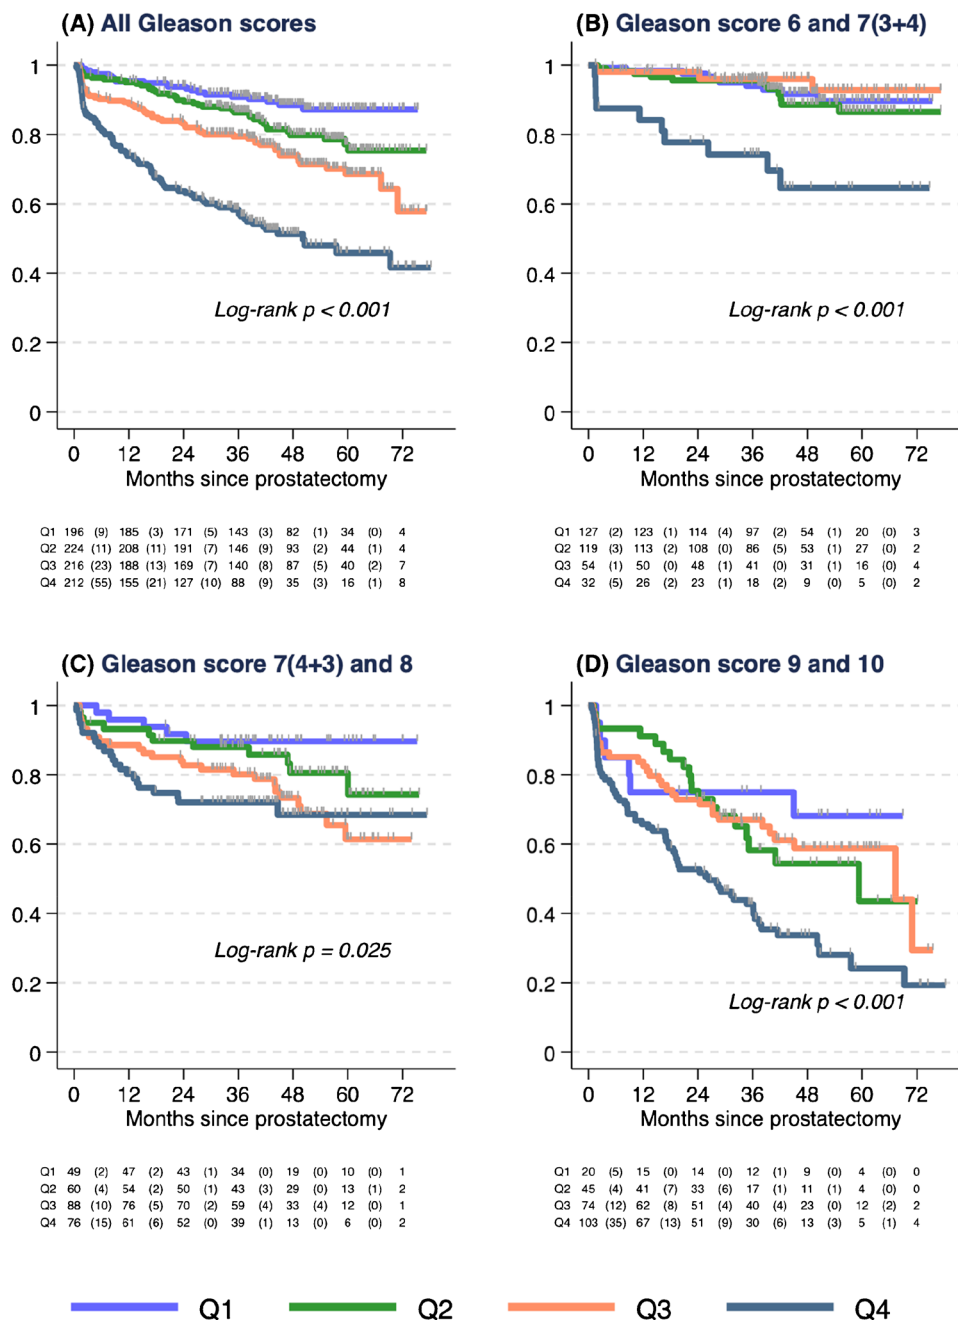 (A) All Gleason scores
1
0.8
0.6
0.4
0.2
0
Log-rank p < 0.001
0 12 24 36 48 60 72
Months since prostatectomy
Q1 196 (9) 185 (3) 171 (5) 143 (3) 82 (1) 34 (0) 4
Q2 224 (11) 208 (11) 191 (7) 146 (9) 93 (2) 44 (1) 4
Q3 216 (23) 188 (13) 169 (7) 140 (8) 87 (5) 40 (2) 7
Q4 212 (55) 155 (21) 127 (10) 88 (9) 35 (3) 16 (1) 8
(B) Gleason score 6 and 7(3+4)
1
0.8
0.6
0.4
0.2
0
Log-rank p < 0.001
0 12 24 36 48 60 72
Months since prostatectomy
Q1 127 (2) 123 (1) 114 (4) 97 (2) 54 (1) 20 (0) 3
Q2 119 (3) 113 (2) 108 (0) 86 (5) 53 (1) 27 (0) 2
Q3 54 (1) 50 (0) 48 (1) 41 (0) 31 (1) 16 (0) 4
Q4 32 (5) 26 (2) 23 (1) 18 (2) 9 (0) 5 (0) 2
(C) Gleason score 7(4+3) and 8
1
0.8
0.6
0.4
0.2
0
Log-rank p = 0.025
0 12 24 36 48 60 72
Months since prostatectomy
Q1 49 (2) 47 (2) 43 (1) 34 (0) 19 (0) 10 (0) 1
Q2 60 (4) 54 (2) 50 (1) 43 (3) 29 (0) 13 (1) 2
Q3 88 (10) 76 (5) 70 (2) 59 (4) 33 (4) 12 (0) 1
Q4 76 (15) 61 (6) 52 (0) 39 (1) 13 (0) 6 (0) 2
(D) Gleason score 9 and 10
1
0.8
0.6
0.4
0.2
0
Log-rank p < 0.001
0 12 24 36 48 60 72
Months since prostatectomy
Q1 20 (5) 15 (0) 14 (0) 12 (1) 9 (0) 4 (0) 0
Q2 45 (4) 41 (7) 33 (6) 17 (1) 11 (1) 4 (0) 0
Q3 74 (12) 62 (8) 51 (4) 40 (4) 23 (0) 12 (2) 2
Q4 103 (35) 67 (13) 51 (9) 30 (6) 13 (3) 5 (1) 4
Q1 Q2 Q3 Q4